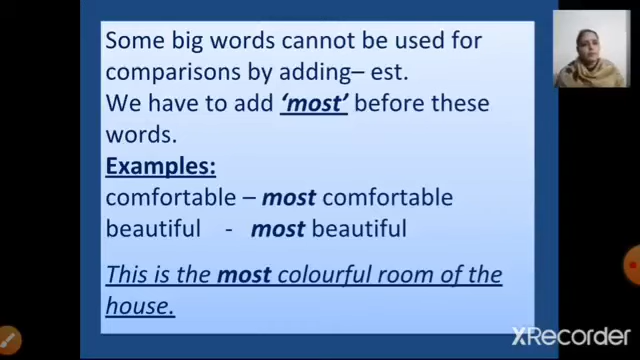 Some big words cannot be used for
comparisons by adding– est.
We have to add ‘most’ before these
words.
Examples:
comfortable – most comfortable
beautiful - most beautiful
This is the most colourful room of the
house.
XRecorder